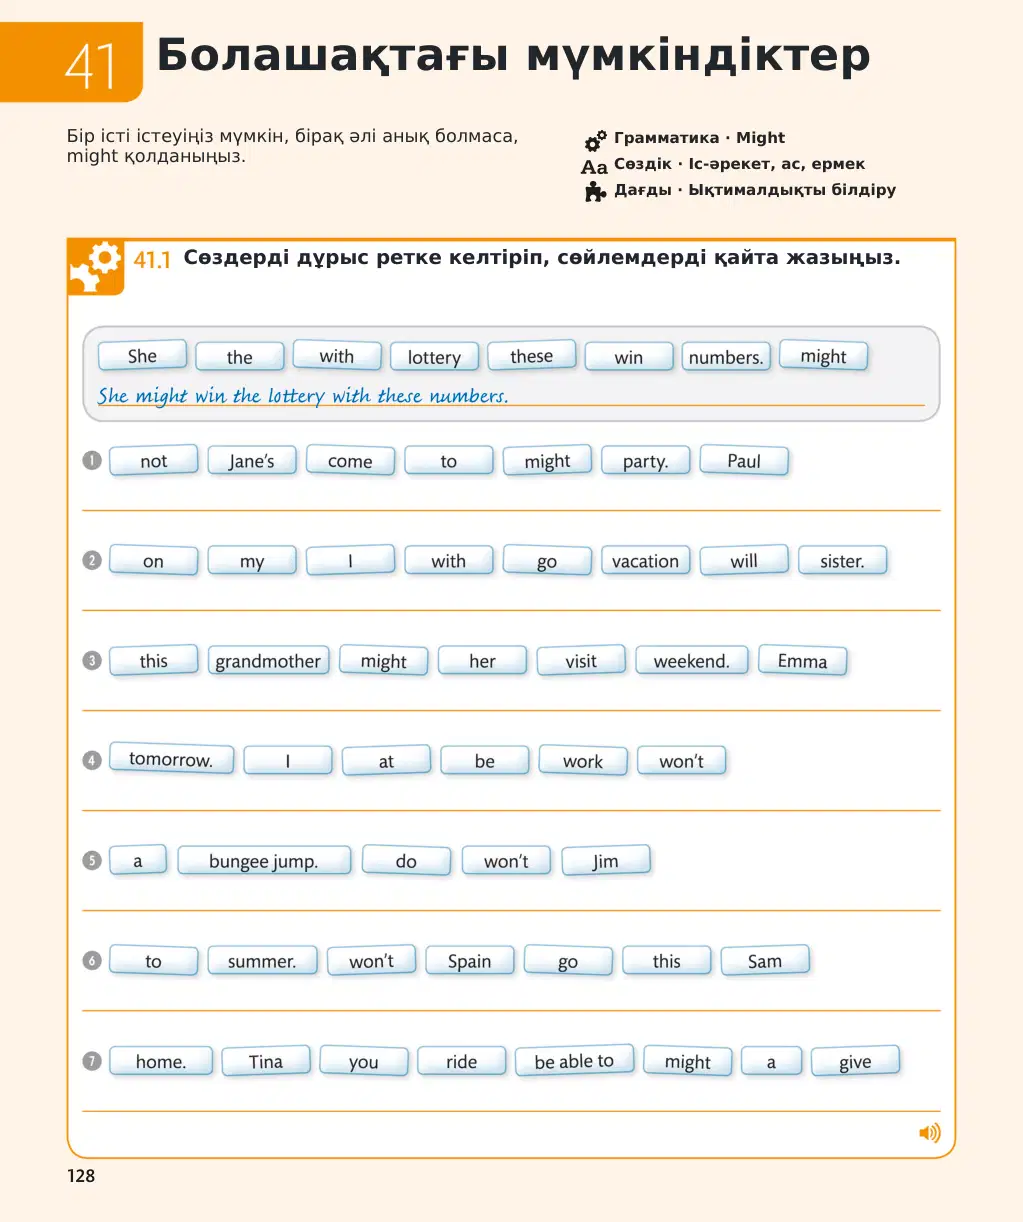 41
Болашақтағы мүмкіндіктер
Бір істі істеуіңіз мүмкін, бірақ әлі анық болмаса,
might қолданыңыз.
Грамматика · Might
Aa Сөздік · Іс-әрекет, ас, ермек
Дағды · Ықтималдықты білдіру
41.1 Сөздерді дұрыс ретке келтіріп, сөйлемдерді қайта жазыңыз.
She the with lottery these win numbers. might
She might win the lottery with these numbers.
1 not Jane's come to might party. Paul
2 on my I with go vacation will sister.
3 this grandmother might her visit weekend. Emma
4 tomorrow. I at be work won't
5 a bungee jump. do won't Jim
6 to summer. won't Spain go this Sam
7 home. Tina you ride be able to might a give
128